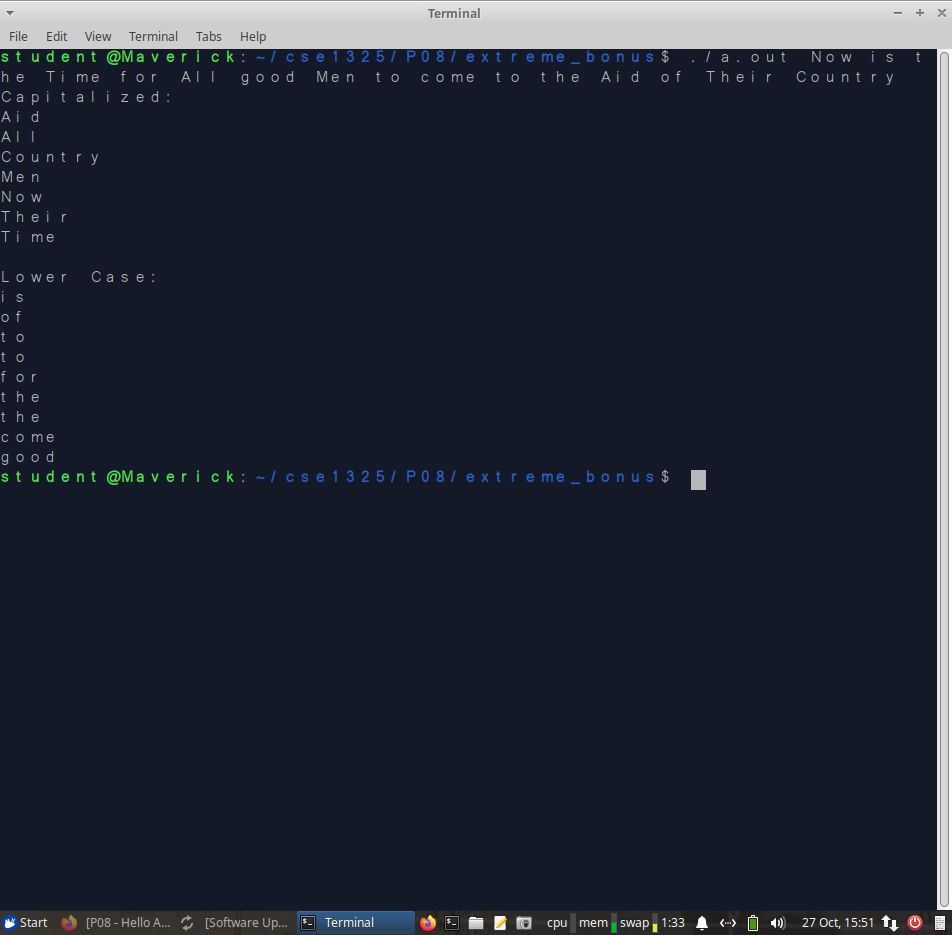 Terminal
File Edit View Terminal Tabs Help
student@Maverick:~/cse1325/P08/extreme_bonus$ ./a.out Now is t
he Time for All good Men to come to the Aid of Their Country
Capitalized:
Aid
All
Country
Men
Now
Their
Time
Lower Case:
is
of
to
to
for
the
the
come
good
student@Maverick:~/cse1325/P08/extreme_bonus$
Start [P08 - Hello A... [Software Up... Terminal cpu mem swap 1:33 27 Oct, 15:51